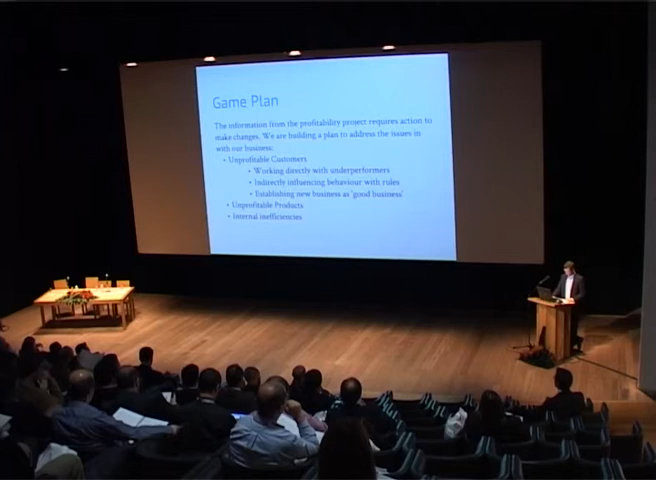 Game Plan
The information from the profitability project requires action to
make changes. We are building a plan to address the issues in
with our business:
• Unprofitable Customers
• Working directly with underperformers
• Indirectly influencing behaviour with rules
• Establishing new business as 'good business'
• Unprofitable Products
• Internal inefficiencies